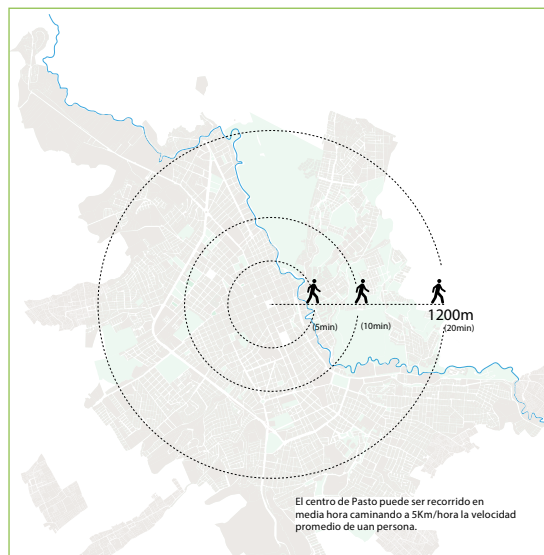 1200m
(5min)
(10min)
(20min)
El centro de Pasto puede ser recorrido en
media hora caminando a 5Km/hora la velocidad
promedio de uan persona.